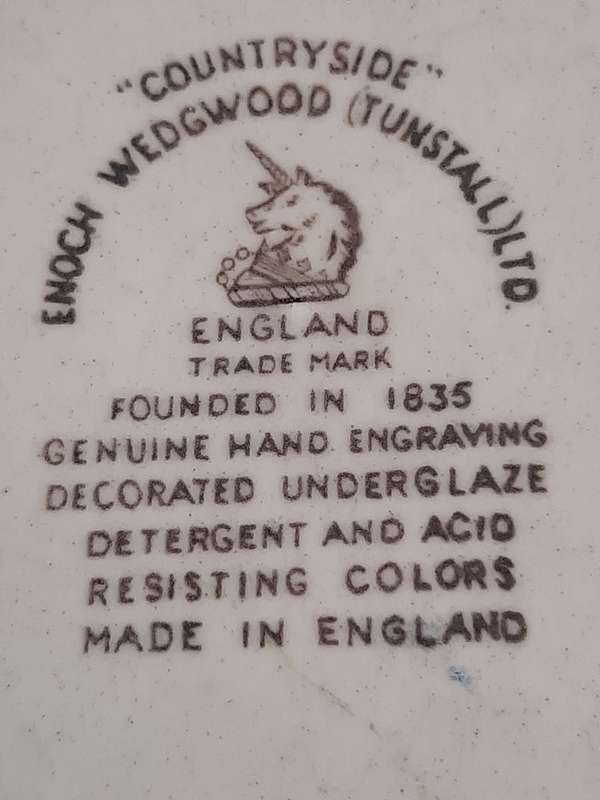 "COUNTRYSIDE"
ENOCH WEDGWOOD (TUNSTALL) LTD.
ENGLAND
TRADE MARK
FOUNDED IN 1835
GENUINE HAND ENGRAVING
DECORATED UNDERGLAZE
DETERGENT AND ACID
RESISTING COLORS
MADE IN ENGLAND